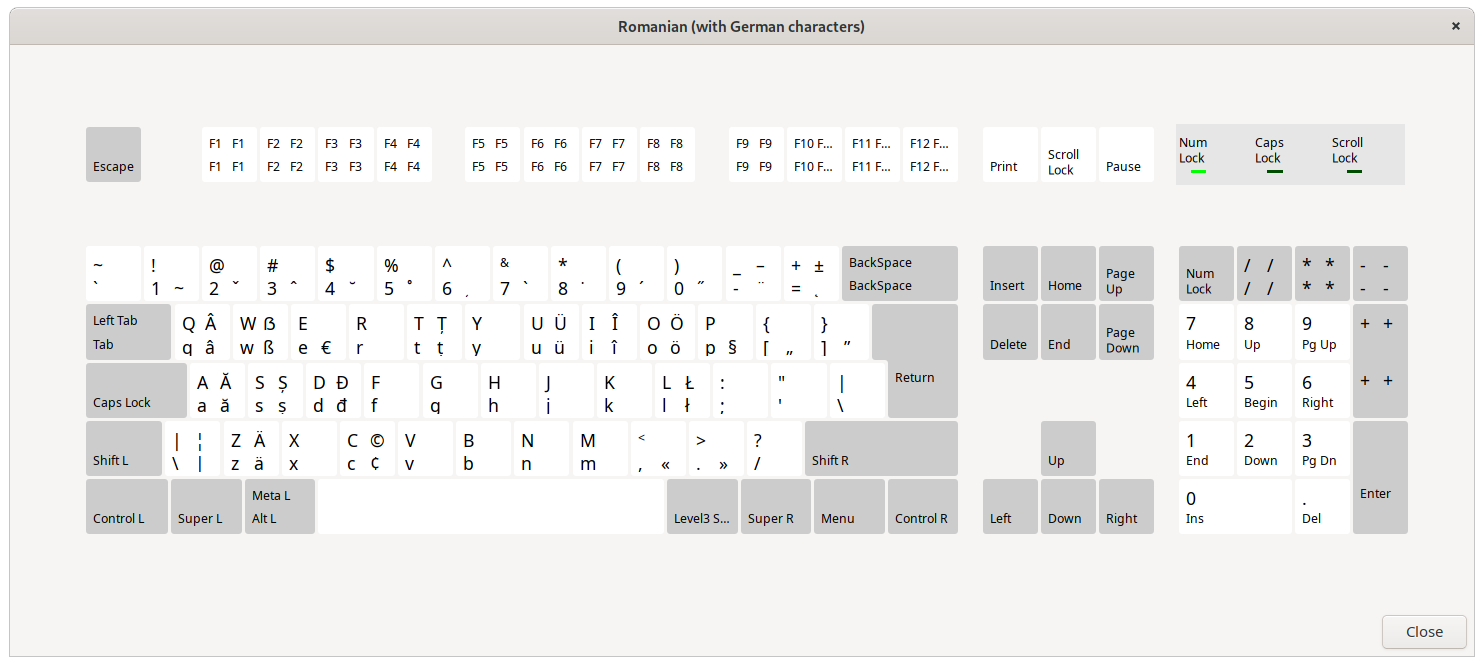 Romanian (with German characters)
×
F1 F1 F2 F2 F3 F3 F4 F4 F5 F5 F6 F6 F7 F7 F8 F8 F9 F9 F10 F... F11 F... F12 F...
Escape F1 F1 F2 F2 F3 F3 F4 F4 F5 F5 F6 F6 F7 F7 F8 F8 F9 F9 F10 F... F11 F... F12 F... Print Scroll Lock Pause
Num Lock Caps Lock Scroll Lock
~ ! @ # $ % ^ & * ( ) _ – + ± BackSpace
` 1 ~ 2 ˇ 3 ^ 4 ˘ 5 ° 6 ˛ 7 ` 8 ˙ 9 ´ 0 ˝ - ¨ = ¸ BackSpace
Insert Home Page Up
Num Lock / / * * - -
/ / * * - -
Left Tab Q Â W ẞ E R T Ț Y U Ü I Î O Ö P { }
Tab q â w ß e € r t ț y u ü i î o ö p § [ „ ] ”
Delete End Page Down
7 8 9 + +
Home Up Pg Up
A Ă S Ș D Đ F G H J K L Ł : " | Return
Caps Lock a ă s ș d đ f g h j k l ł ; ' \
4 5 6 + +
Left Begin Pg Up
| ¦ Z Ä X C © V B N M < > ?
Shift L \ | z ä x c ¢ v b n m , « . » / Shift R
Up
1 2 3
End Down Pg Dn
Meta L
Control L Super L Alt L Level3 S... Super R Menu Control R
Left Down Right
0 . Enter
Ins Del
Close